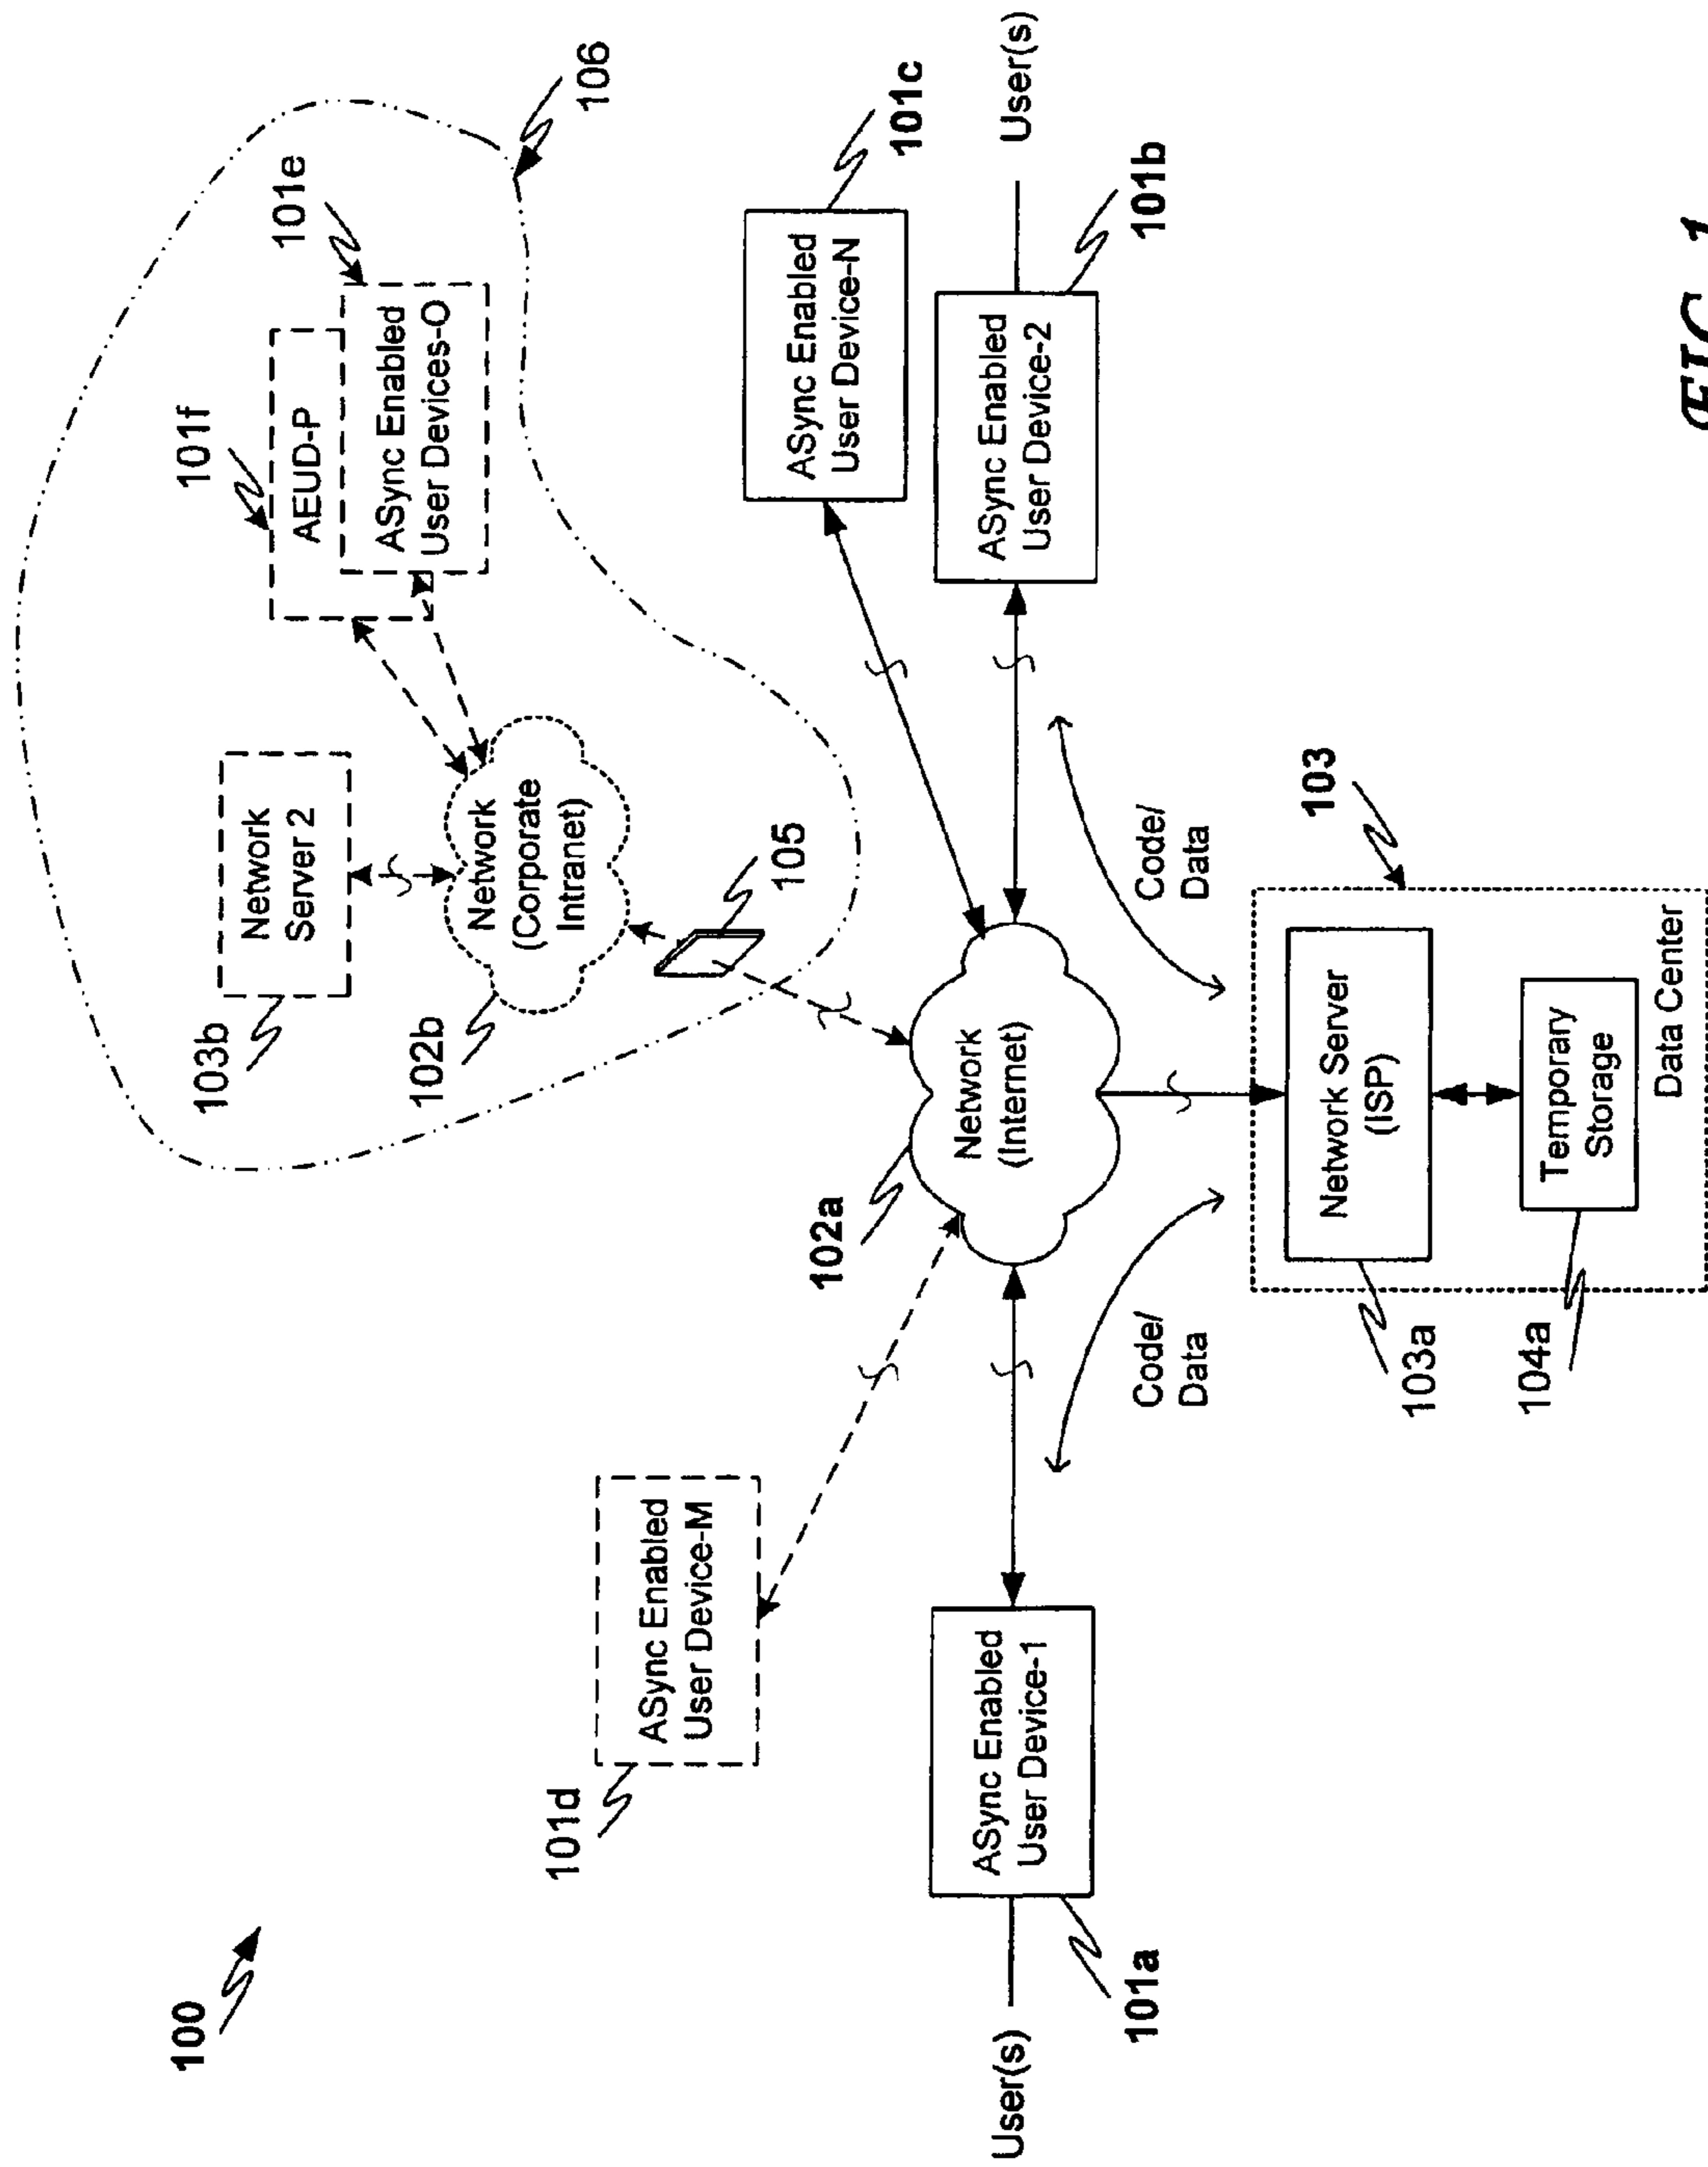 100
106
101f
101e
AEUD-P
ASync Enabled
User Devices-O
103b
Network
Server 2
102b
Network
(Corporate
Intranet)
105
101d
ASync Enabled
User Device-M
101c
ASync Enabled
User Device-N
102a
Network
(Internet)
User(s)
101a
ASync Enabled
User Device-1
ASync Enabled
User Device-2
101b
User(s)
Code/
Data
Code/
Data
103
103a
Network Server
(ISP)
104a
Temporary
Storage
Data Center
FIG. 1